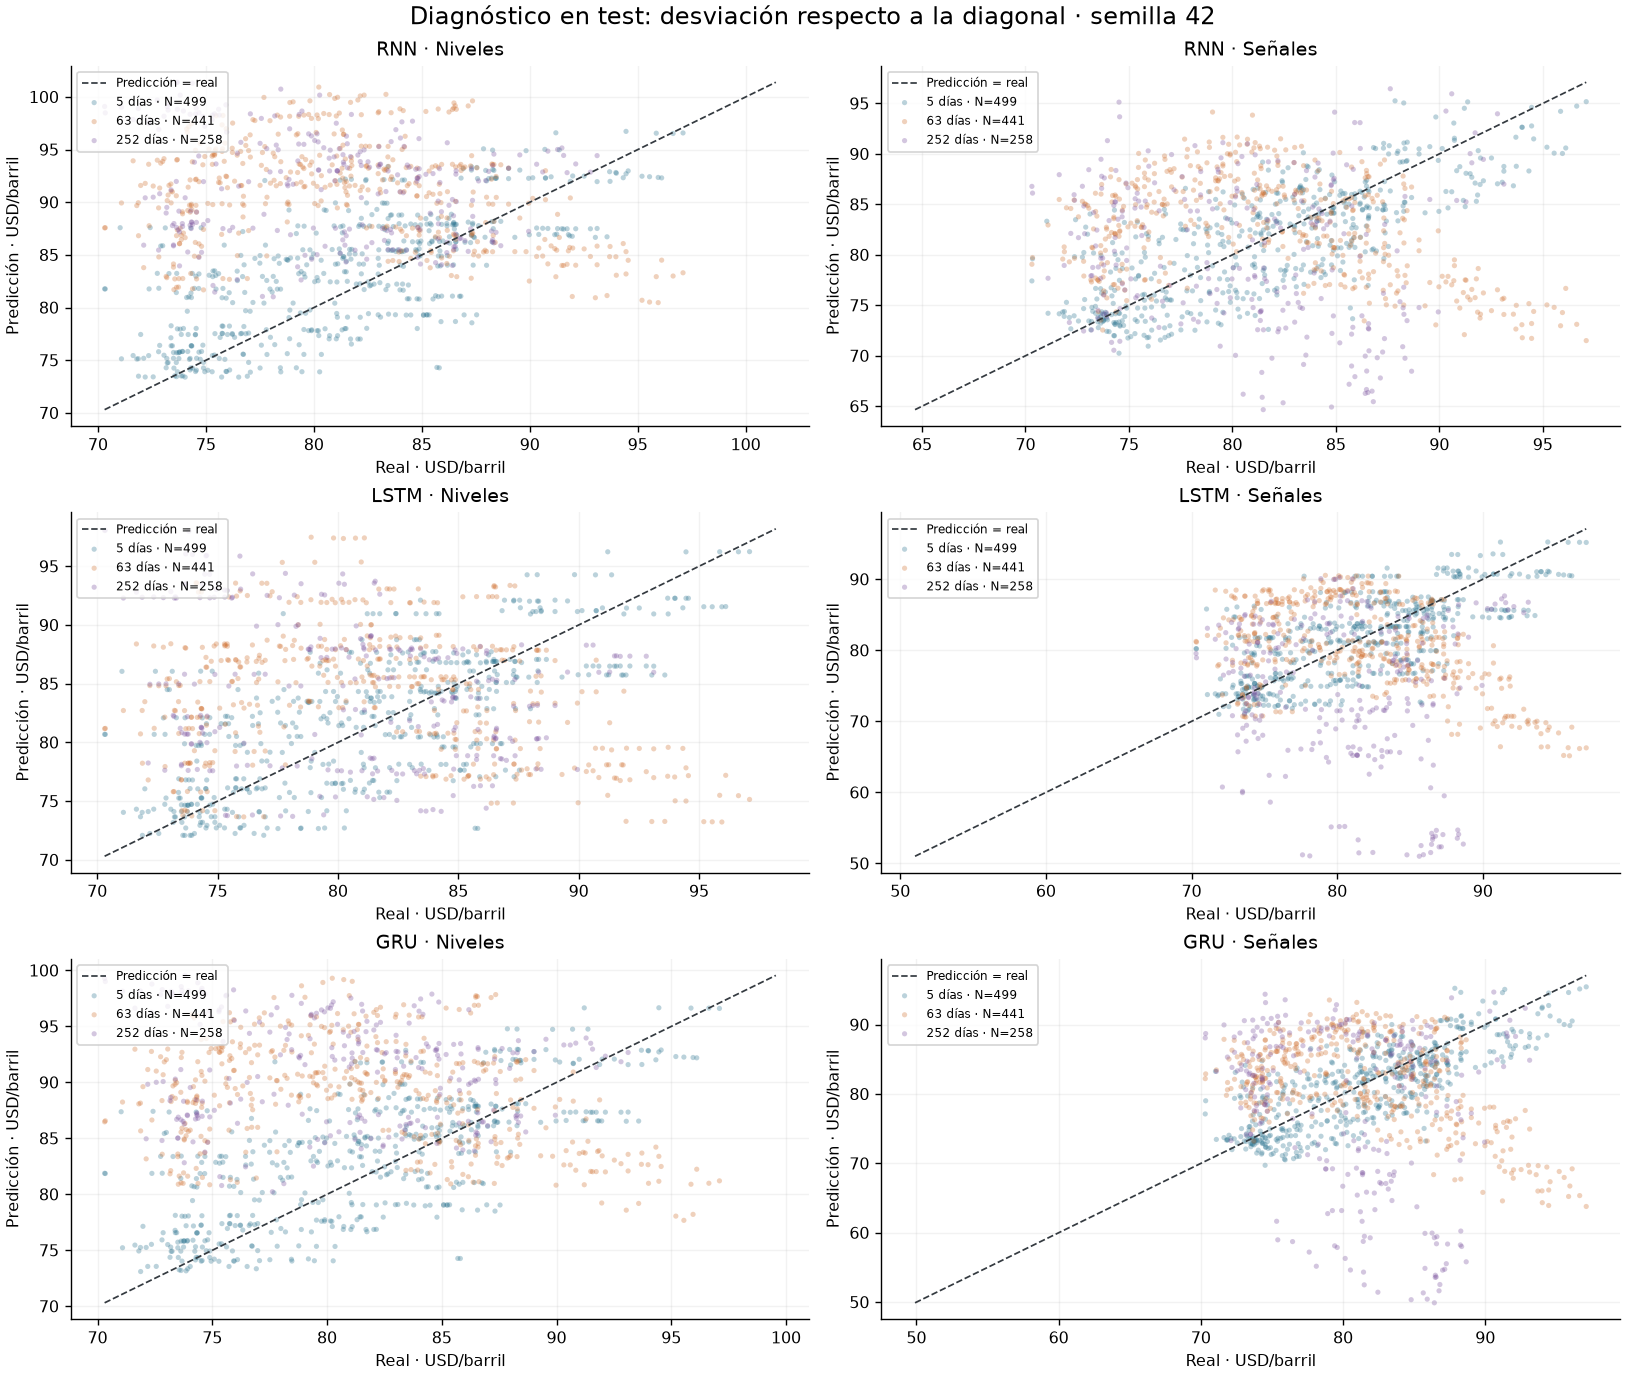 Diagnóstico en test: desviación respecto a la diagonal · semilla 42
RNN · Niveles
Predicción = real
5 días · N=499
63 días · N=441
252 días · N=258
100
95
90
85
80
75
70
Predicción · USD/barril
70 75 80 85 90 95 100
Real · USD/barril
RNN · Señales
Predicción = real
5 días · N=499
63 días · N=441
252 días · N=258
95
90
85
80
75
70
65
Predicción · USD/barril
65 70 75 80 85 90 95
Real · USD/barril
LSTM · Niveles
Predicción = real
5 días · N=499
63 días · N=441
252 días · N=258
95
90
85
80
75
70
Predicción · USD/barril
70 75 80 85 90 95
Real · USD/barril
LSTM · Señales
Predicción = real
5 días · N=499
63 días · N=441
252 días · N=258
90
80
70
60
50
Predicción · USD/barril
50 60 70 80 90
Real · USD/barril
GRU · Niveles
Predicción = real
5 días · N=499
63 días · N=441
252 días · N=258
100
95
90
85
80
75
70
Predicción · USD/barril
70 75 80 85 90 95 100
Real · USD/barril
GRU · Señales
Predicción = real
5 días · N=499
63 días · N=441
252 días · N=258
90
80
70
60
50
Predicción · USD/barril
50 60 70 80 90
Real · USD/barril